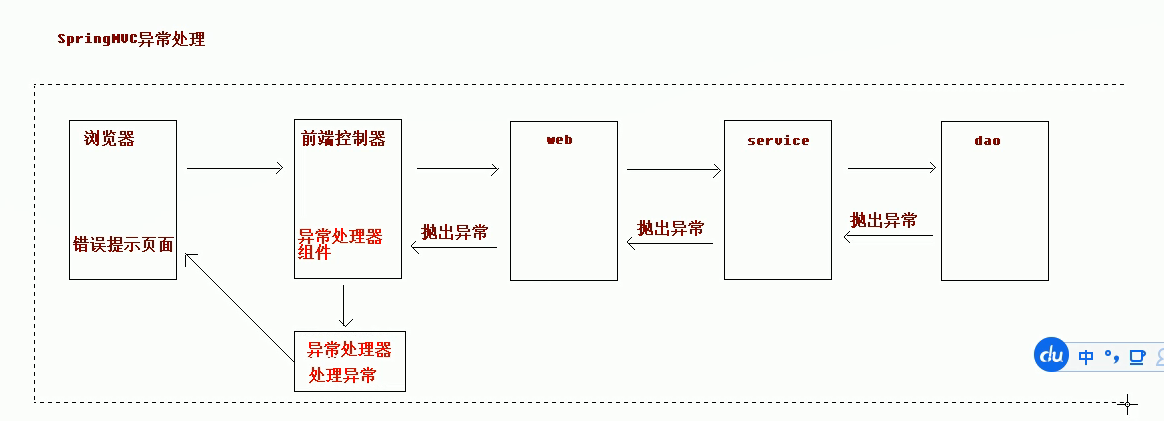 SpringMVC异常处理
浏览器
前端控制器
web
service
dao
错误提示页面
异常处理器
组件
抛出异常
抛出异常
抛出异常
异常处理器
处理异常
du 中 °,